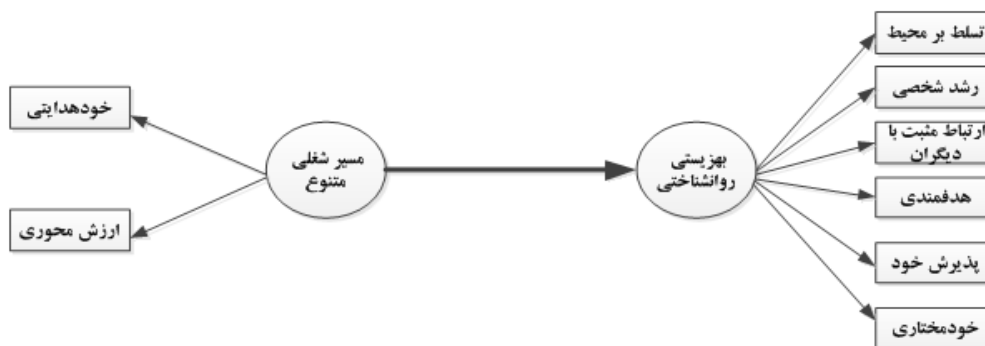 تسلط بر محیط
رشد شخصی
ارتباط مثبت با
دیگران
هدفمندی
پذیرش خود
خودمختاری
بهزیستی
روانشناختی
مسیر شغلی
متنوع
خودهدایتی
ارزش محوری